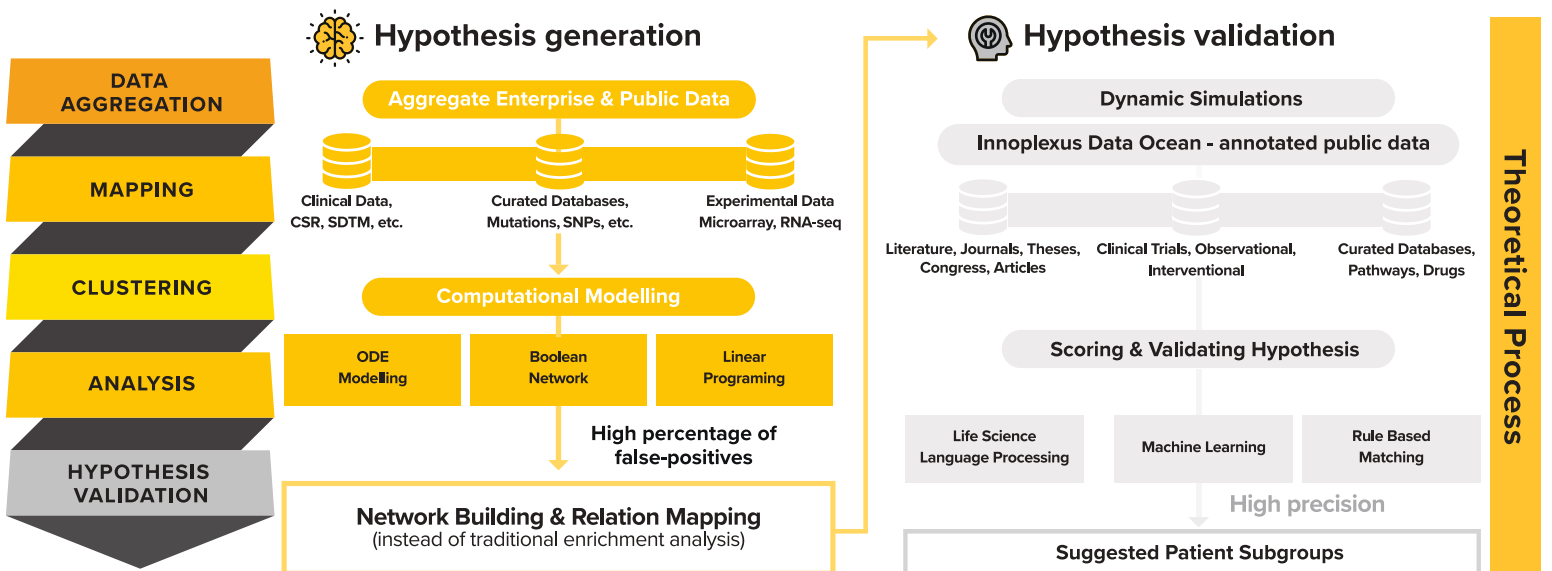 DATA
AGGREGATION
MAPPING
CLUSTERING
ANALYSIS
HYPOTHESIS
VALIDATION
Hypothesis generation
Aggregate Enterprise & Public Data
Clinical Data,
CSR, SDTM, etc.
Curated Databases,
Mutations, SNPs, etc.
Experimental Data
Microarray, RNA-seq
Computational Modelling
ODE
Modelling
Boolean
Network
Linear
Programing
High percentage of
false-positives
Network Building & Relation Mapping
(instead of traditional enrichment analysis)
Hypothesis validation
Dynamic Simulations
Innoplexus Data Ocean - annotated public data
Literature, Journals, Theses,
Congress, Articles
Clinical Trials, Observational,
Interventional
Curated Databases,
Pathways, Drugs
Scoring & Validating Hypothesis
Life Science
Language Processing
Machine Learning
Rule Based
Matching
High precision
Suggested Patient Subgroups
Theoretical Process